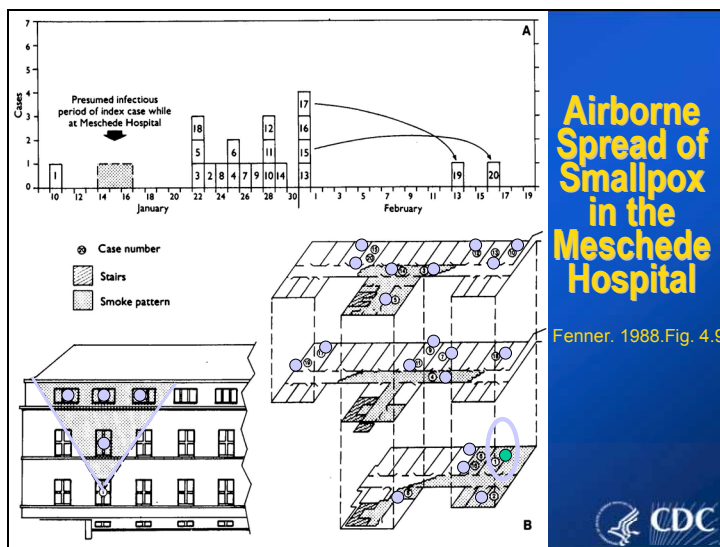 7
6
5
4
3
2
1
0
Cases
A
Presumed infectious
period of index case while
at Meschede Hospital
17
18 12 16
5 6 11 15
1 3 2 8 4 7 9 10 14 13 19 20
10 12 14 16 18 20 22 24 26 28 30 1 3 5 7 9 11 13 15 17 19
January February
Case number
Stairs
Smoke pattern
B
Airborne
Spread of
Smallpox
in the
Meschede
Hospital
Fenner. 1988.Fig. 4.9
CDC